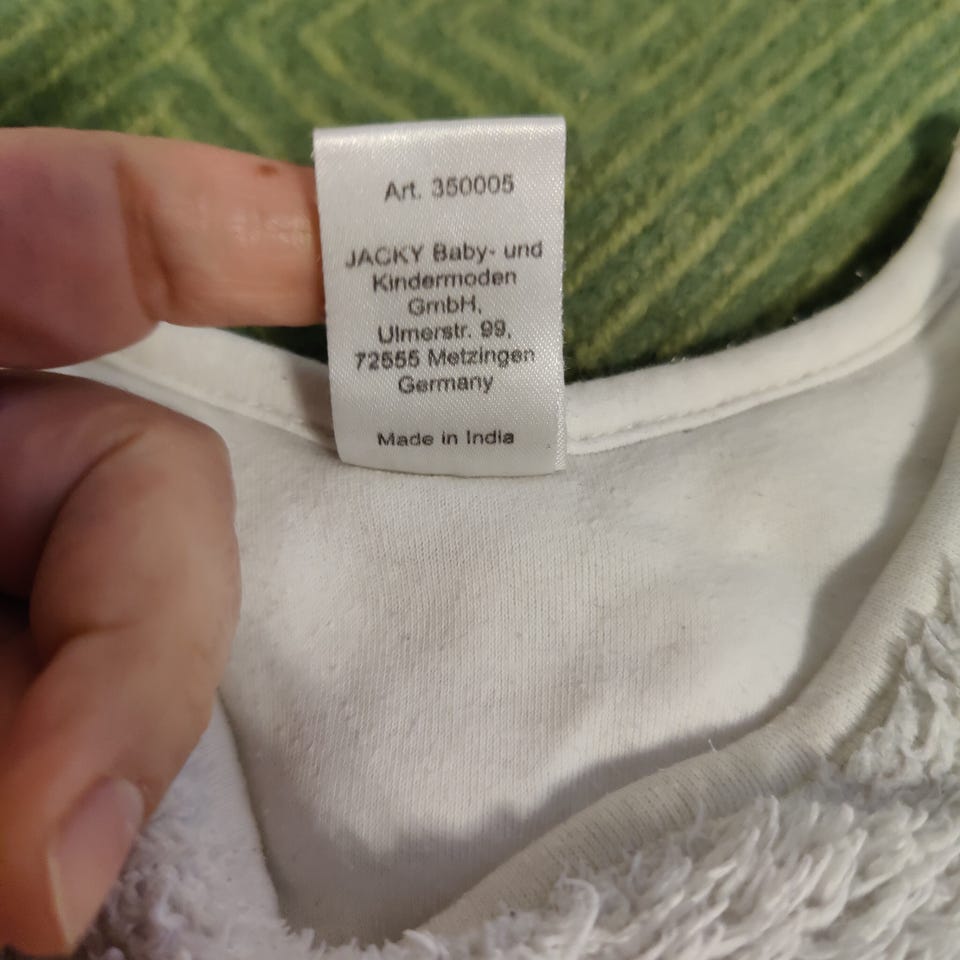 Art. 350005
JACKY Baby- und
Kindermoden
GmbH,
Ulmerstr. 99,
72555 Metzingen
Germany
Made in India